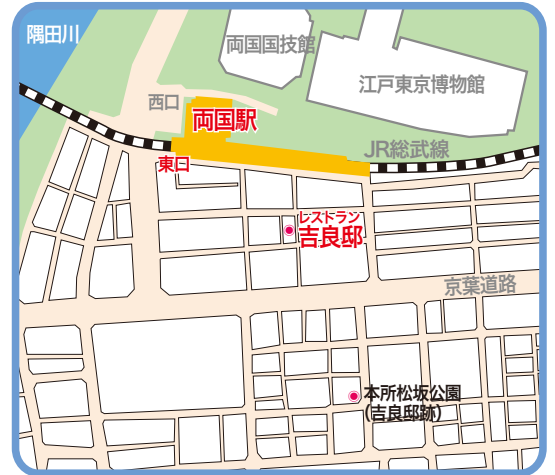 隅田川
両国国技館
江戸東京博物館
西口
両国駅
JR総武線
東口
レストラン
吉良邸
京葉道路
本所松坂公園
(吉良邸跡)